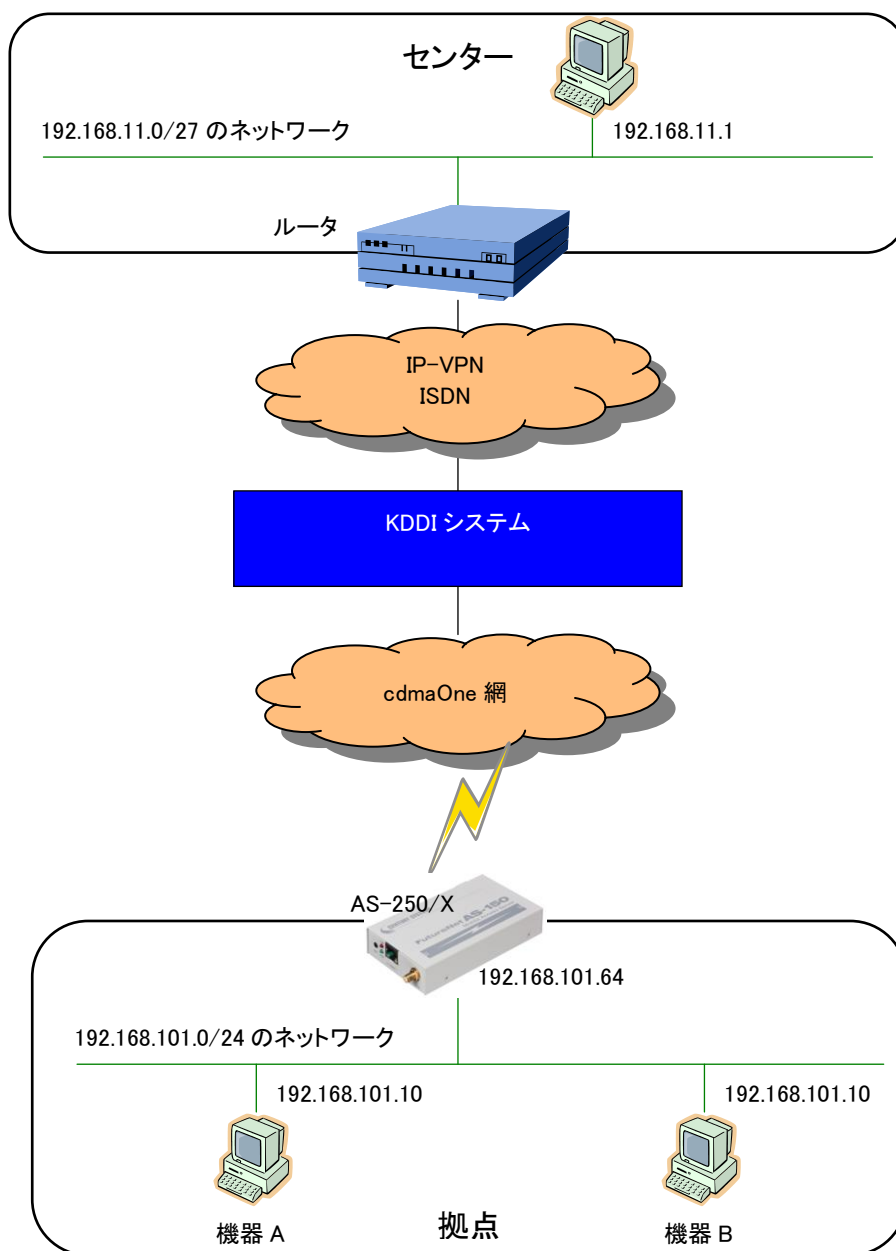 センター
192.168.11.0/27 のネットワーク
192.168.11.1
ルータ
IP-VPN
ISDN
KDDI システム
cdmaOne 網
AS-250/X
FutureNet AS-150
192.168.101.64
192.168.101.0/24 のネットワーク
192.168.101.10
192.168.101.10
機器 A
拠点
機器 B